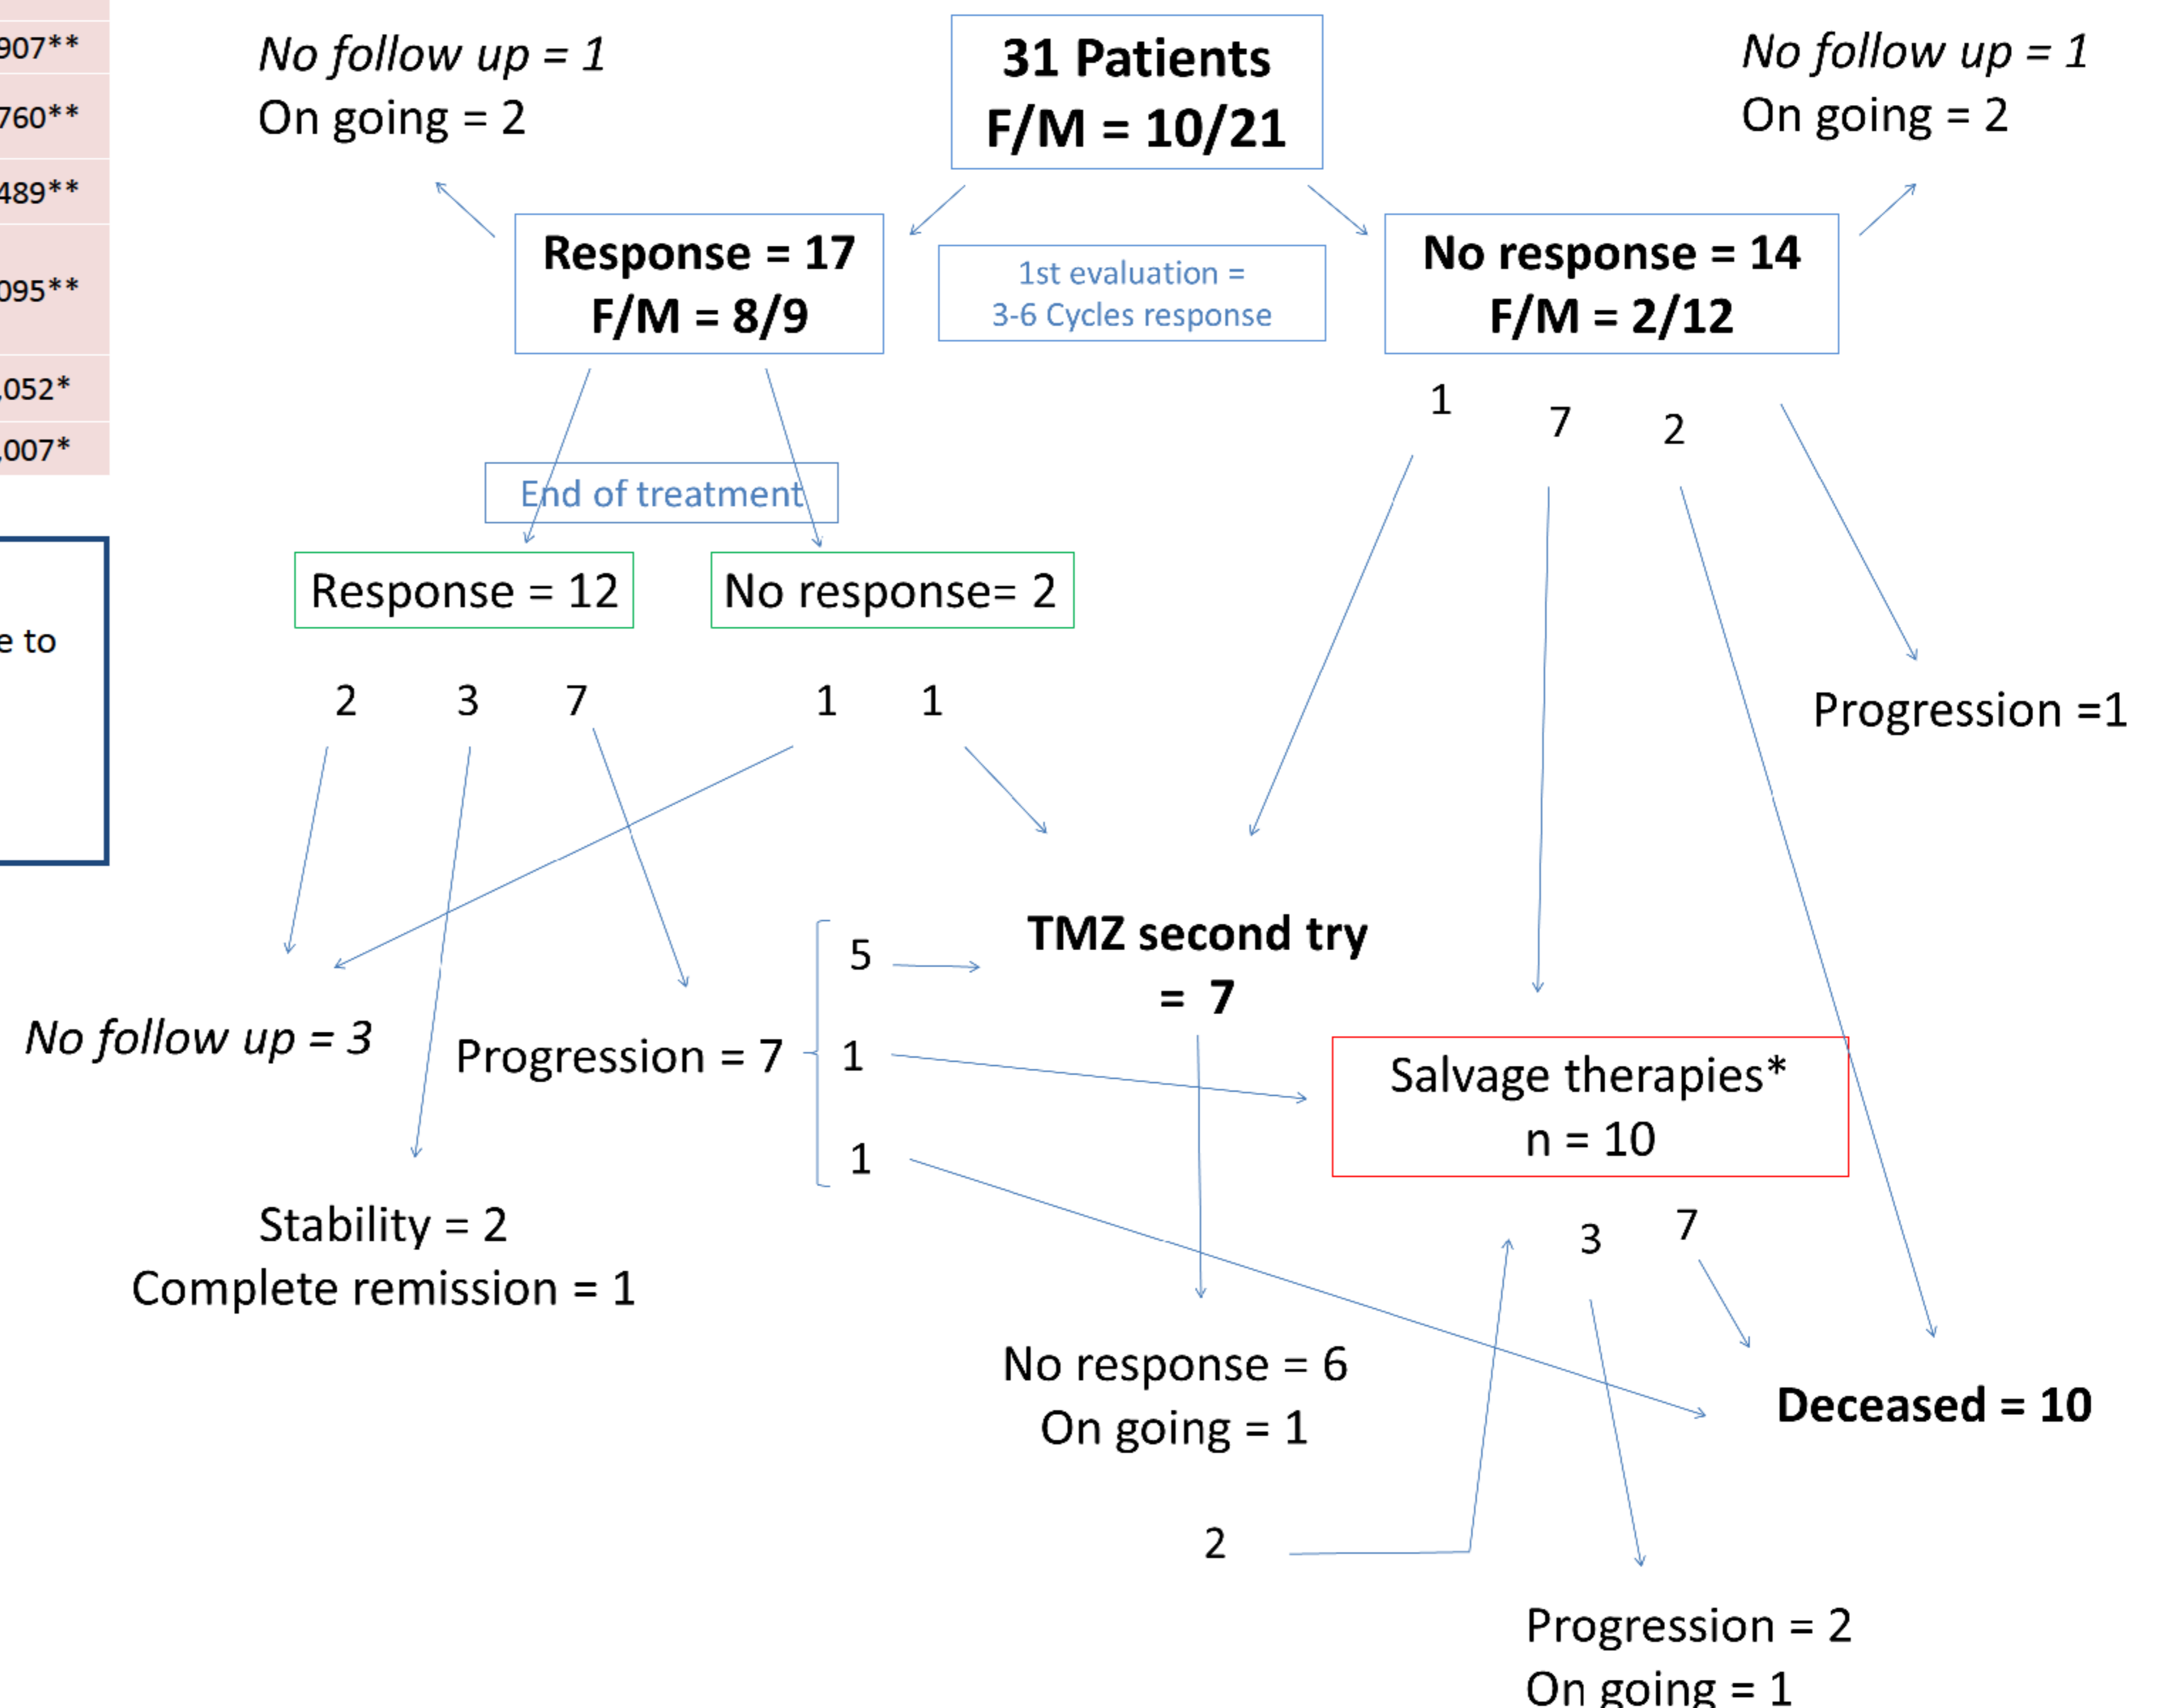 907**
760**
489**
095**
,052*
,007*
e to
No follow up = 1
On going = 2
31 Patients
F/M = 10/21
No follow up = 1
On going = 2
Response = 17
F/M = 8/9
1st evaluation =
3-6 Cycles response
No response = 14
F/M = 2/12
1 7 2
End of treatment
Response = 12
No response= 2
2 3 7
1 1
Progression =1
TMZ second try
= 7
5
1
1
No follow up = 3
Progression = 7
Salvage therapies*
n = 10
3 7
Stability = 2
Complete remission = 1
No response = 6
On going = 1
Deceased = 10
2
Progression = 2
On going = 1